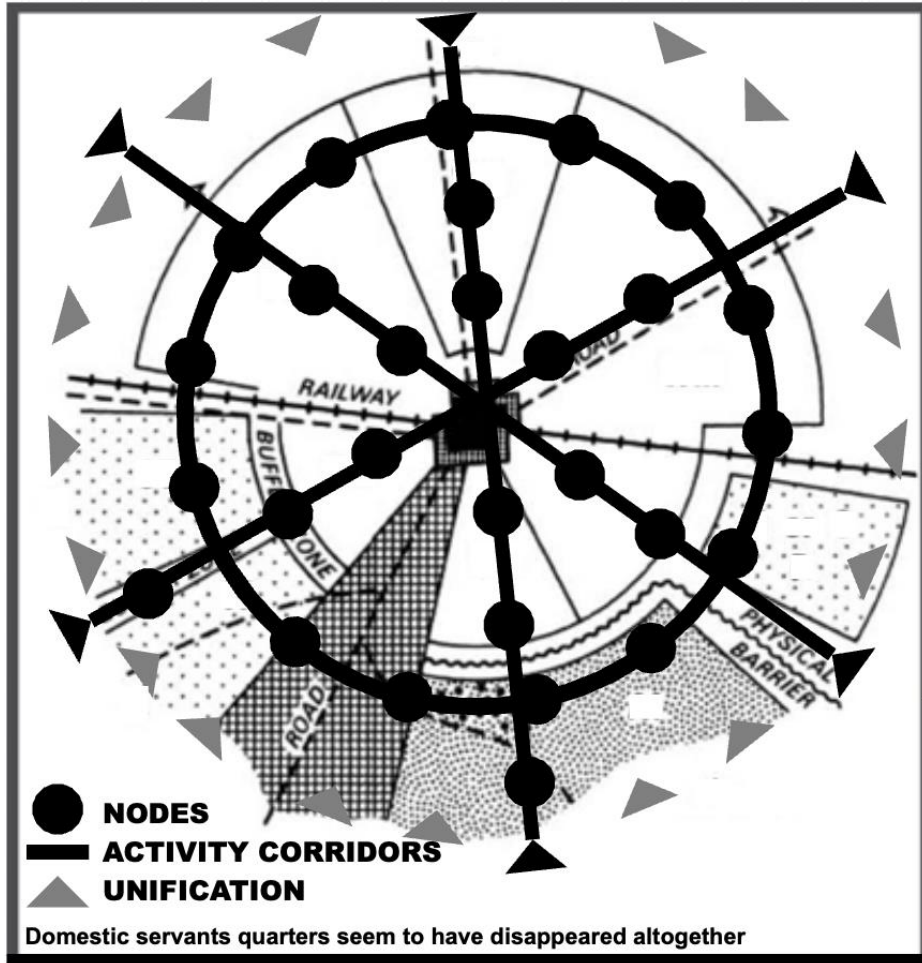 ROAD
RAILWAY
BUFF
ONE
PHYSICAL
BARRIER
ROAD
NODES
ACTIVITY CORRIDORS
UNIFICATION
Domestic servants quarters seem to have disappeared altogether